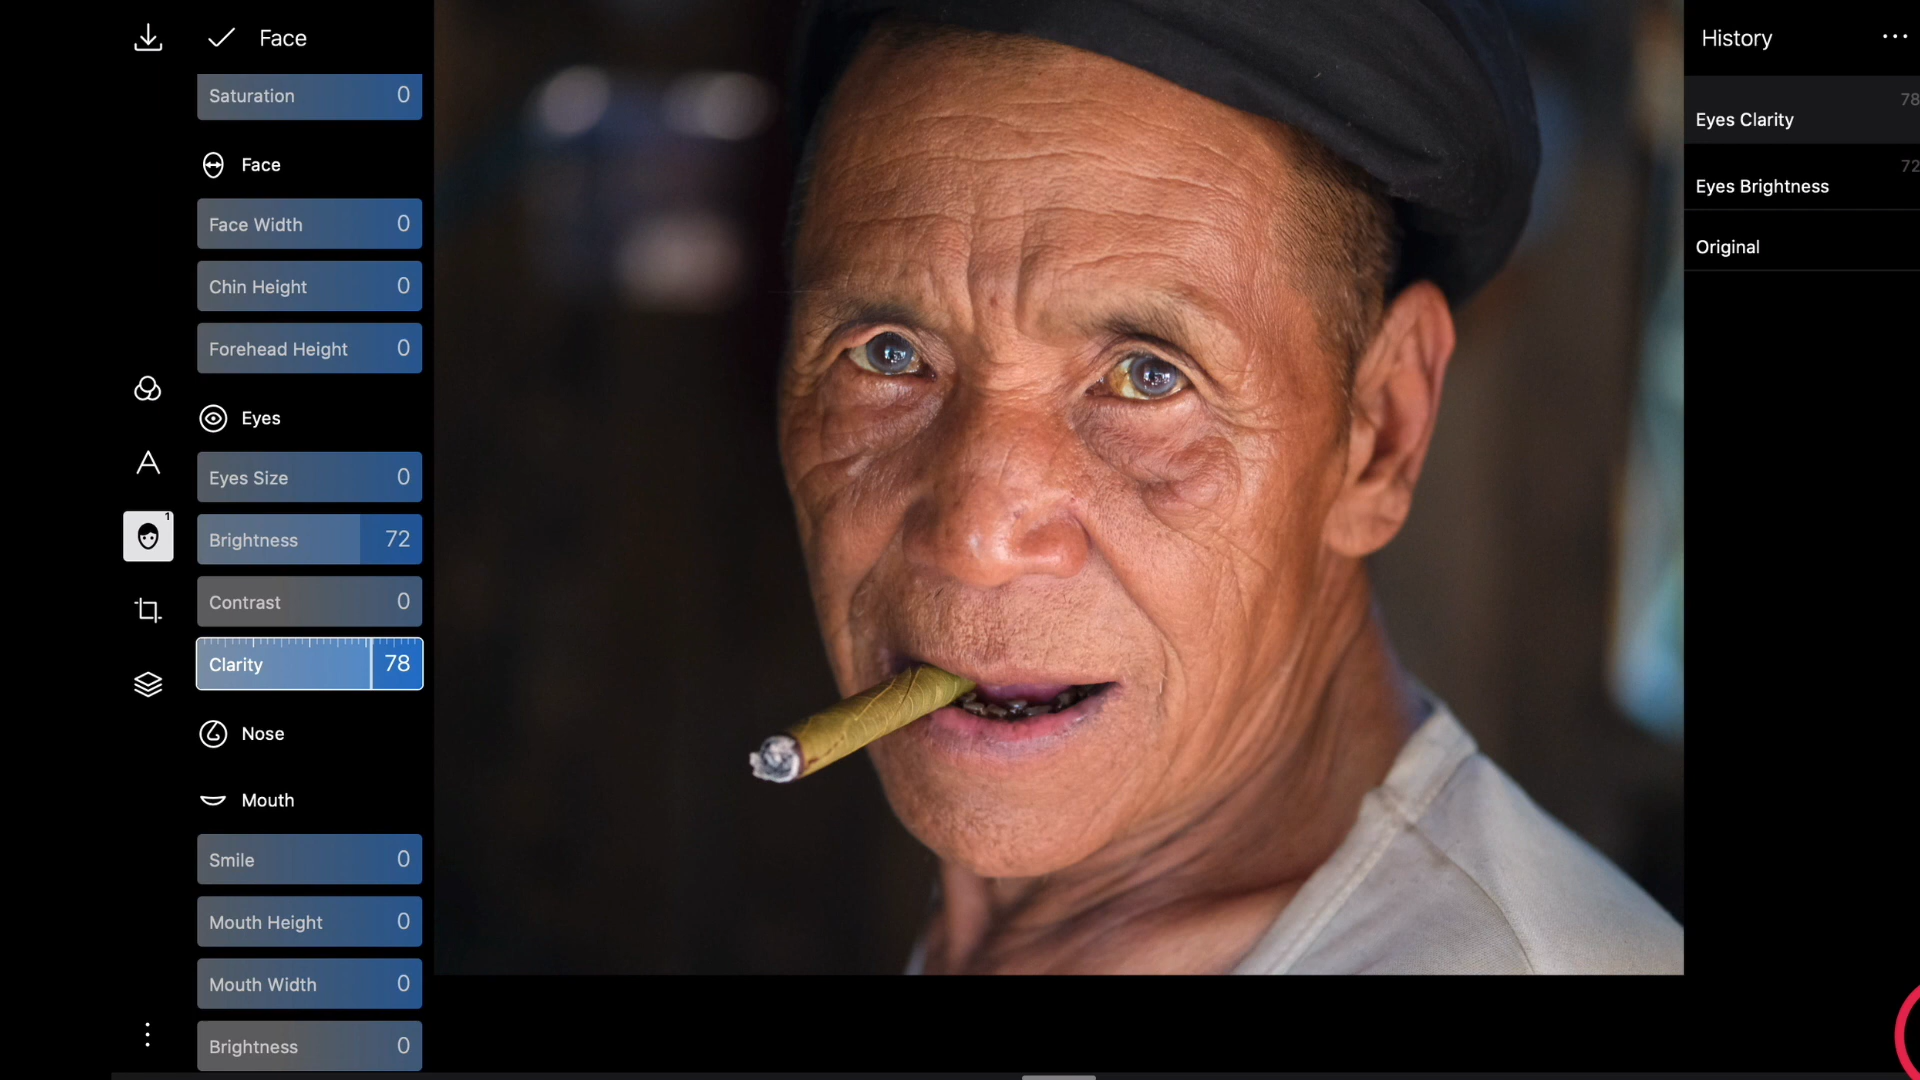 Face
Saturation 0
Face
Face Width 0
Chin Height 0
Forehead Height 0
Eyes
Eyes Size 0
Brightness 72
Contrast 0
Clarity 78
Nose
Mouth
Smile 0
Mouth Height 0
Mouth Width 0
Brightness 0
1
History
78
Eyes Clarity
72
Eyes Brightness
Original